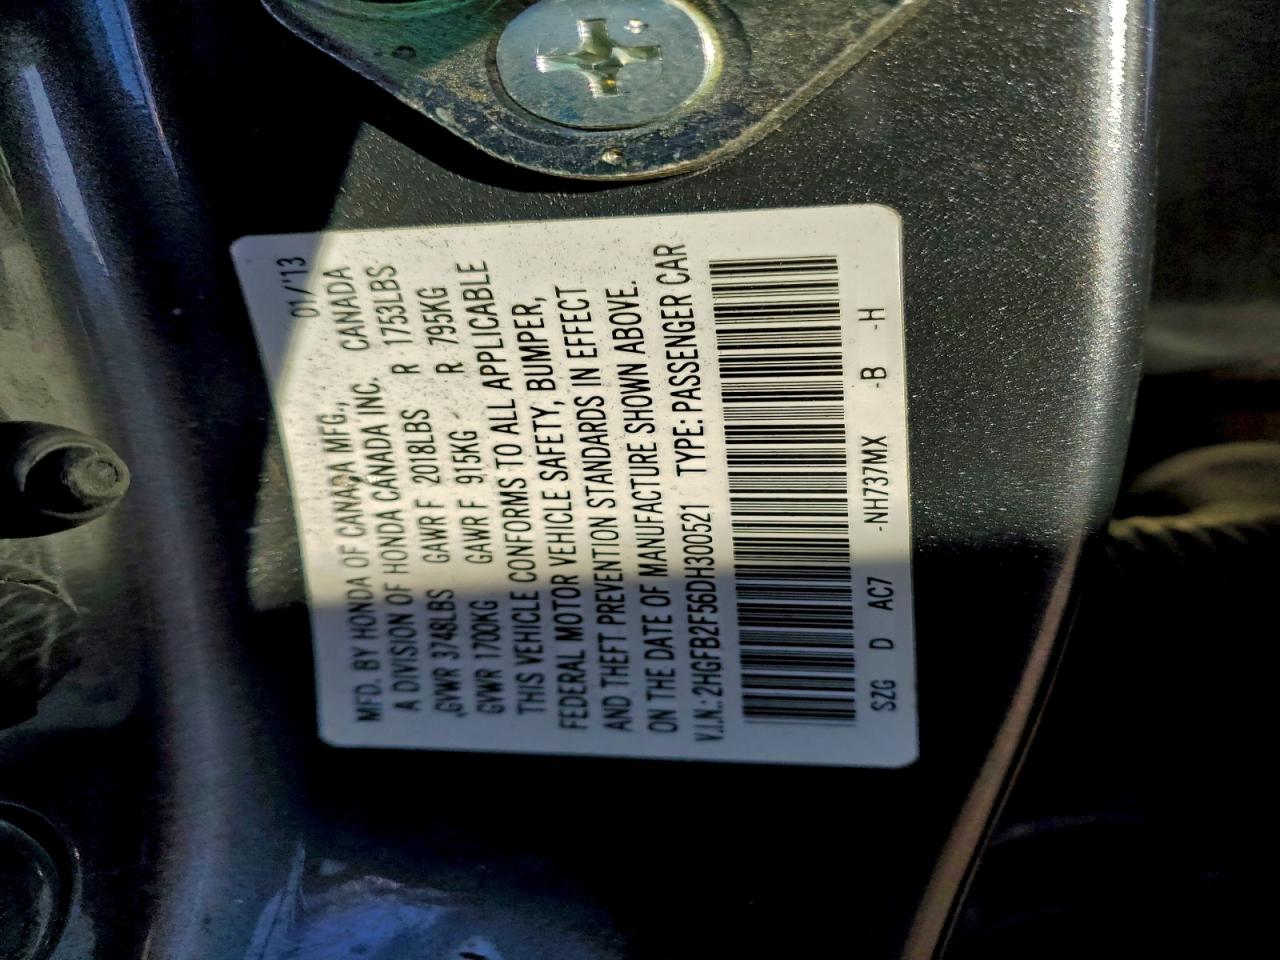 01/'13
MFD. BY HONDA OF CANADA MFG., CANADA
A DIVISION OF HONDA CANADA INC.
GVWR 3748LBS GAWR F 2018LBS R 1753LBS
GVWR 1700KG GAWR F 915KG R 795KG
THIS VEHICLE CONFORMS TO ALL APPLICABLE
FEDERAL MOTOR VEHICLE SAFETY, BUMPER,
AND THEFT PREVENTION STANDARDS IN EFFECT
ON THE DATE OF MANUFACTURE SHOWN ABOVE.
V.I.N.: 2HGFB2F56DH300521 TYPE: PASSENGER CAR
SZG D AC7 -NH737MX -B -H